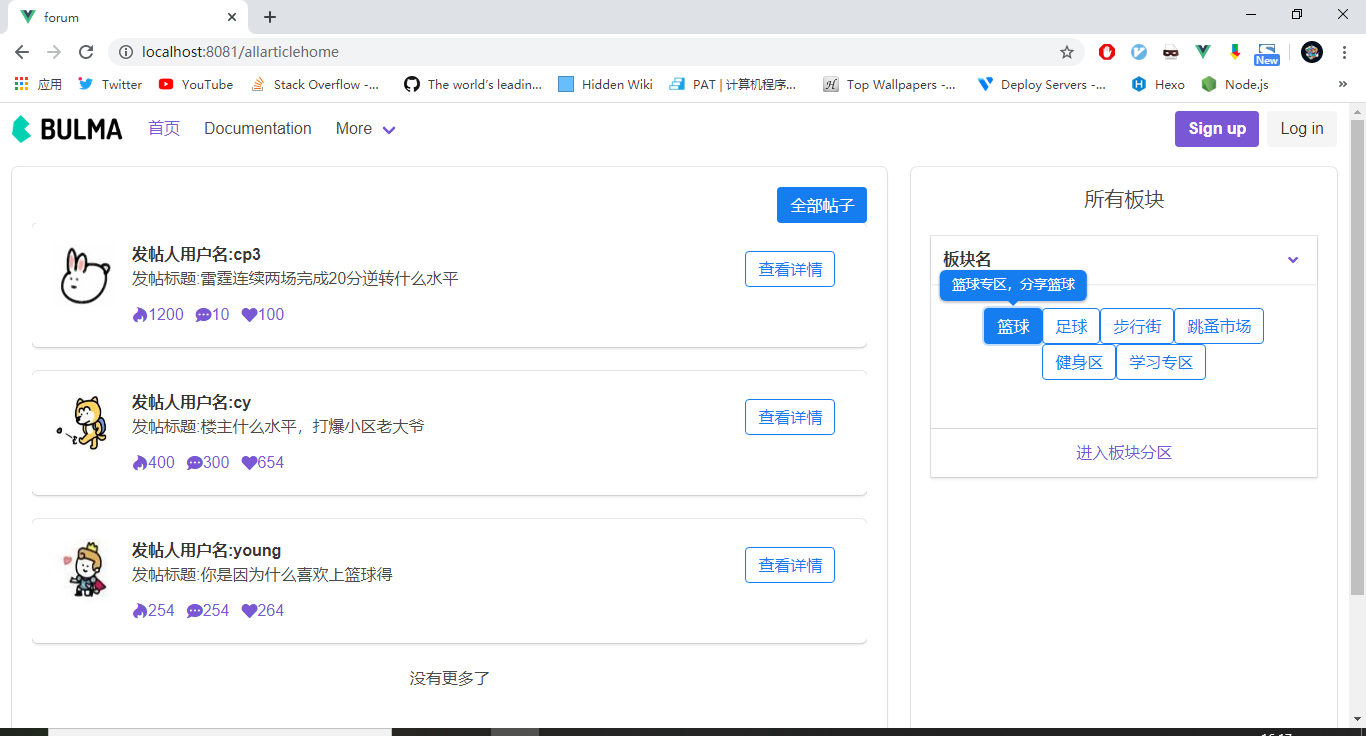 forum
localhost:8081/allarticlehome
New
应用 Twitter YouTube Stack Overflow -... The world's leadin... Hidden Wiki PAT | 计算机程序... Top Wallpapers -... Deploy Servers -... Hexo Node.js
BULMA 首页 Documentation More Sign up Log in
全部帖子
发帖人用户名:cp3
发帖标题:雷霆连续两场完成20分逆转什么水平
查看详情
1200 10 100
发帖人用户名:cy
发帖标题:楼主什么水平，打爆小区老大爷
查看详情
400 300 654
发帖人用户名:young
发帖标题:你是因为什么喜欢上篮球得
查看详情
254 254 264
没有更多了
所有板块
板块名
篮球专区，分享篮球
篮球 足球 步行街 跳蚤市场
健身区 学习专区
进入板块分区